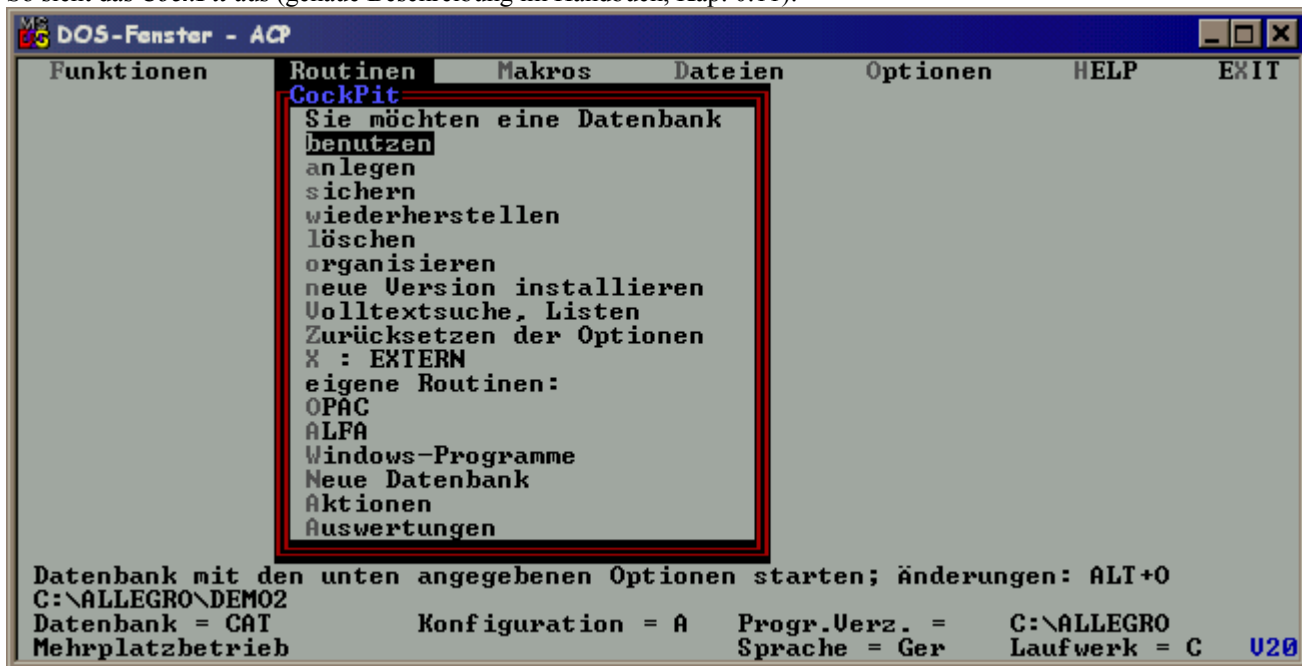 So sieht das CockPit aus (genaue Beschreibung im Handbuch, Kap. 0.11):
DOS-Fenster - ACP
Funktionen Routinen Makros Dateien Optionen HELP EXIT
CockPit
Sie möchten eine Datenbank
benutzen
anlegen
sichern
wiederherstellen
löschen
organisieren
neue Version installieren
Volltextsuche, Listen
Zurücksetzen der Optionen
X : EXTERN
eigene Routinen:
OPAC
ALFA
Windows-Programme
Neue Datenbank
Aktionen
Auswertungen
Datenbank mit den unten angegebenen Optionen starten; Änderungen: ALT+O
C:\ALLEGRO\DEMO2
Datenbank = CAT Konfiguration = A Progr.Verz. = C:\ALLEGRO
Mehrplatzbetrieb Sprache = Ger Laufwerk = C V20